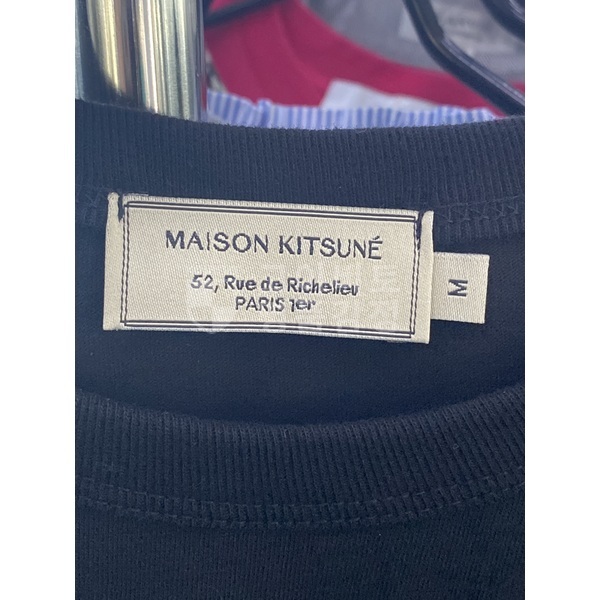 MAISON KITSUNÉ
52, Rue de Richelieu
PARIS 1er
M